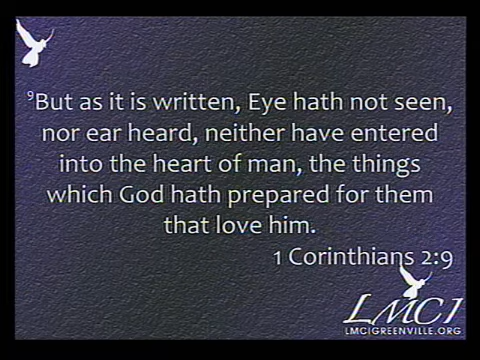 ⁹But as it is written, Eye hath not seen,
nor ear heard, neither have entered
into the heart of man, the things
which God hath prepared for them
that love him.
1 Corinthians 2:9
LMCI
LMCIGREENVILLE.ORG